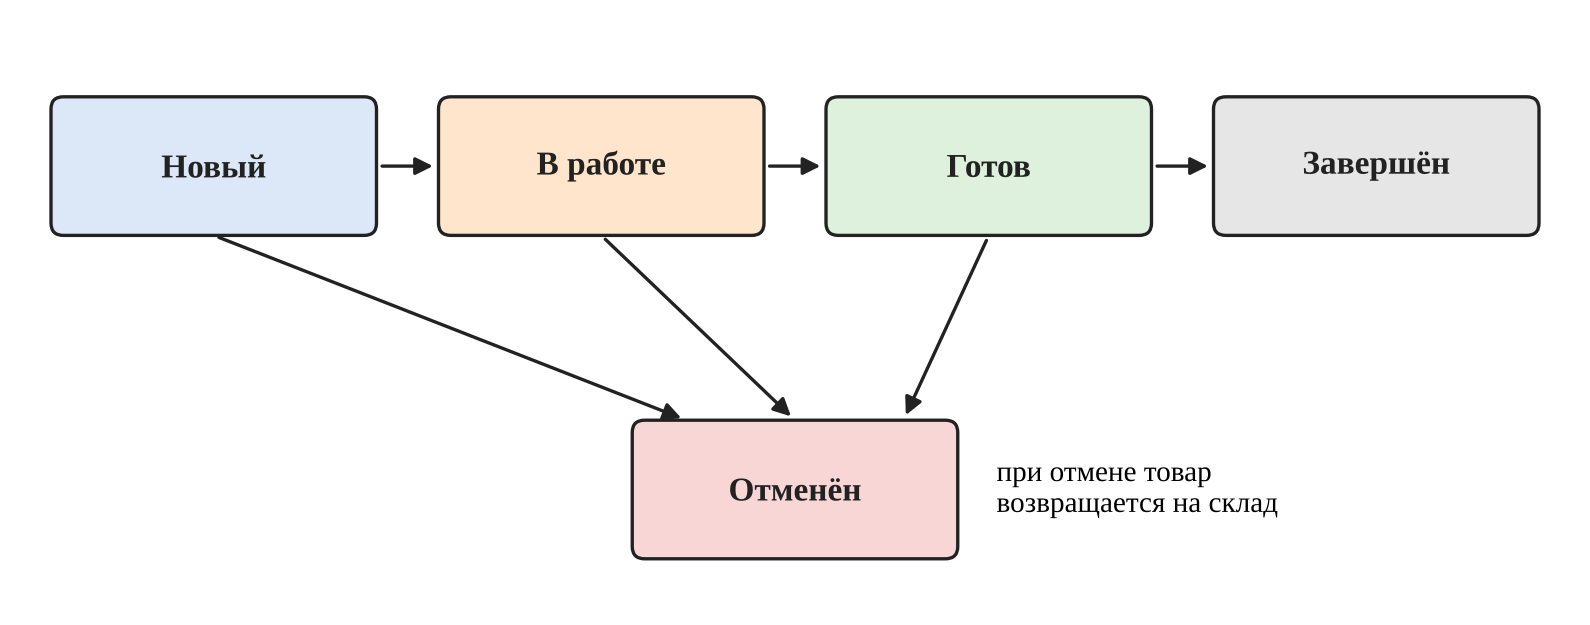 Новый
В работе
Готов
Завершён
Отменён
при отмене товар
возвращается на склад